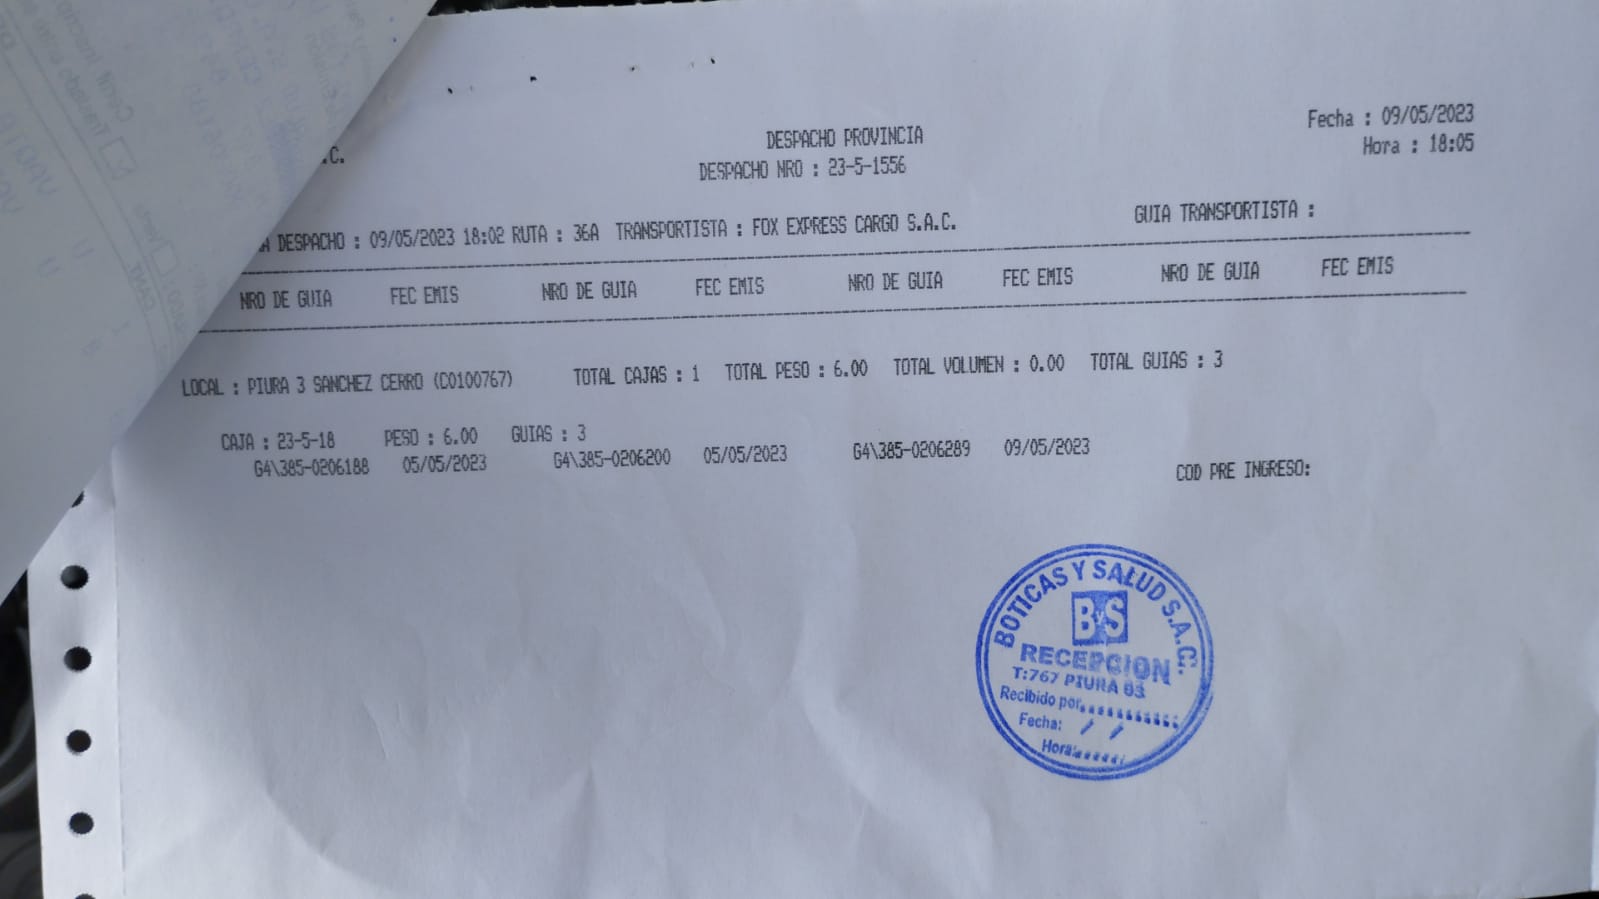 .C.
DESPACHO PROVINCIA
Fecha : 09/05/2023
DESPACHO NRO : 23-5-1556
Hora : 18:05
A DESPACHO : 09/05/2023 18:02 RUTA : 36A TRANSPORTISTA : FOX EXPRESS CARGO S.A.C. GUIA TRANSPORTISTA :
NRO DE GUIA FEC EMIS NRO DE GUIA FEC EMIS NRO DE GUIA FEC EMIS NRO DE GUIA FEC EMIS
LOCAL : PIURA 3 SANCHEZ CERRO (C0100767) TOTAL CAJAS : 1 TOTAL PESO : 6.00 TOTAL VOLUMEN : 0.00 TOTAL GUIAS : 3
CAJA : 23-5-18 PESO : 6.00 GUIAS : 3
G4\385-0206188 05/05/2023 G4\385-0206200 05/05/2023 G4\385-0206289 09/05/2023
COD PRE INGRESO:
BOTICAS Y SALUD S.A.C.
ByS
RECEPCION
T:767 PIURA 03
Recibido por...........
Fecha: / /
Hora:......